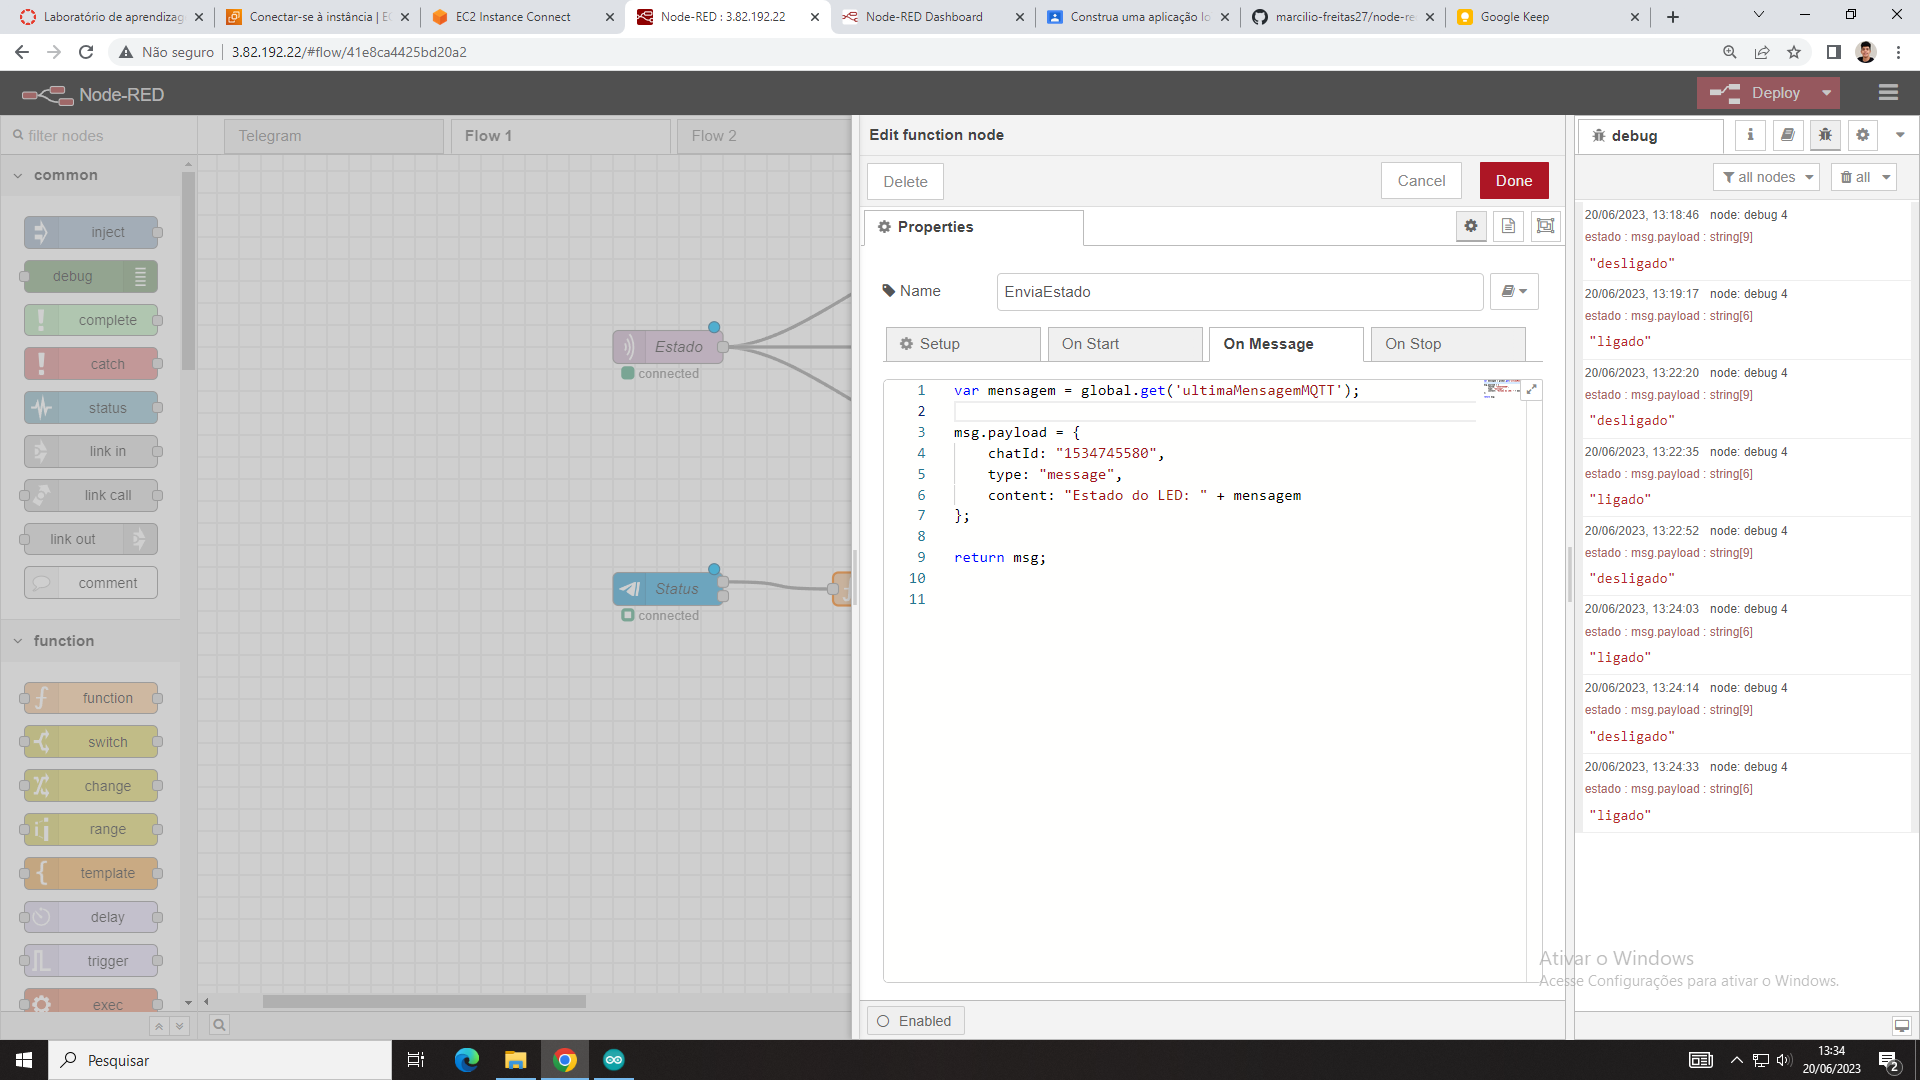 Laboratório de aprendizag
Conectar-se à instância | EC
EC2 Instance Connect
Node-RED : 3.82.192.22
Node-RED Dashboard
Construa uma aplicação Io
marcilio-freitas27/node-re
Google Keep
Não seguro
3.82.192.22/#flow/41e8ca4425bd20a2
Node-RED
Deploy
filter nodes
Telegram
Flow 1
Flow 2
common
inject
debug
complete
catch
status
link in
link call
link out
comment
function
function
switch
change
range
template
delay
trigger
exec
Estado
connected
Status
connected
Edit function node
Delete
Cancel
Done
Properties
Name
EnviaEstado
Setup
On Start
On Message
On Stop
1 var mensagem = global.get('ultimaMensagemMQTT');
2
3 msg.payload = {
4 chatId: "1534745580",
5 type: "message",
6 content: "Estado do LED: " + mensagem
7 };
8
9 return msg;
10
11
Enabled
debug
all nodes
all
20/06/2023, 13:18:46 node: debug 4
estado : msg.payload : string[9]
"desligado"
20/06/2023, 13:19:17 node: debug 4
estado : msg.payload : string[6]
"ligado"
20/06/2023, 13:22:20 node: debug 4
estado : msg.payload : string[9]
"desligado"
20/06/2023, 13:22:35 node: debug 4
estado : msg.payload : string[6]
"ligado"
20/06/2023, 13:22:52 node: debug 4
estado : msg.payload : string[9]
"desligado"
20/06/2023, 13:24:03 node: debug 4
estado : msg.payload : string[6]
"ligado"
20/06/2023, 13:24:14 node: debug 4
estado : msg.payload : string[9]
"desligado"
20/06/2023, 13:24:33 node: debug 4
estado : msg.payload : string[6]
"ligado"
Ativar o Windows
Acesse Configurações para ativar o Windows.
Pesquisar
13:34
20/06/2023
2